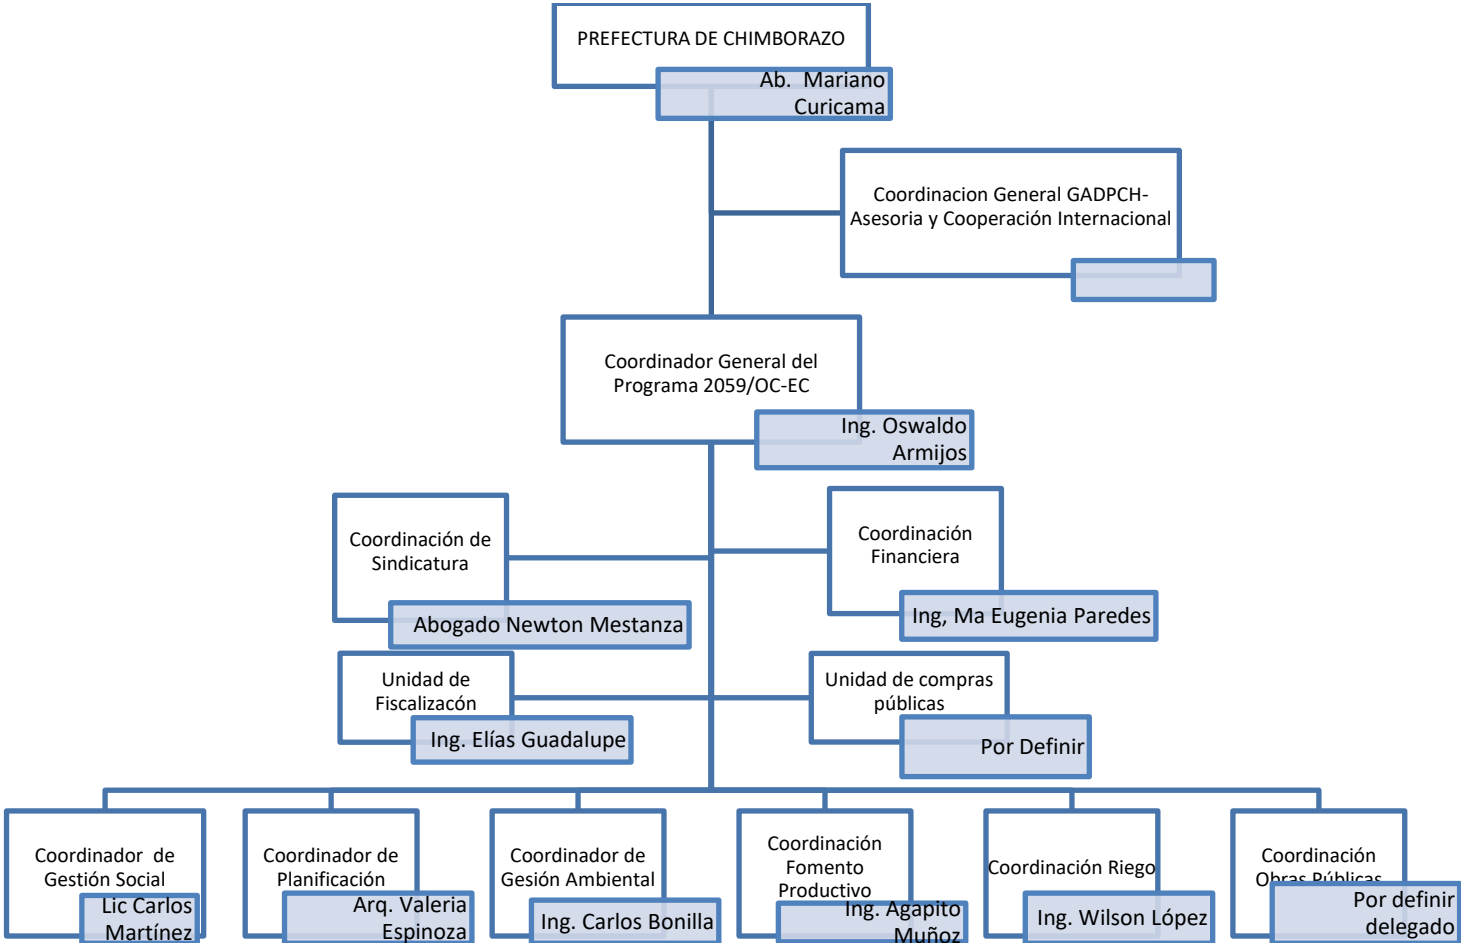 PREFECTURA DE CHIMBORAZO
Ab. Mariano
Curicama
Coordinacion General GADPCH-
Asesoria y Cooperación Internacional
Coordinador General del
Programa 2059/OC-EC
Ing. Oswaldo
Armijos
Coordinación de
Sindicatura
Abogado Newton Mestanza
Coordinación
Financiera
Ing, Ma Eugenia Paredes
Unidad de
Fiscalizacón
Ing. Elías Guadalupe
Unidad de compras
públicas
Por Definir
Coordinador de
Gestión Social
Lic Carlos
Martínez
Coordinador de
Planificación
Arq. Valeria
Espinoza
Coordinador de
Gesión Ambiental
Ing. Carlos Bonilla
Coordinación
Fomento
Productivo
Ing. Agapito
Muñoz
Coordinación Riego
Ing. Wilson López
Coordinación
Obras Públicas
Por definir
delegado